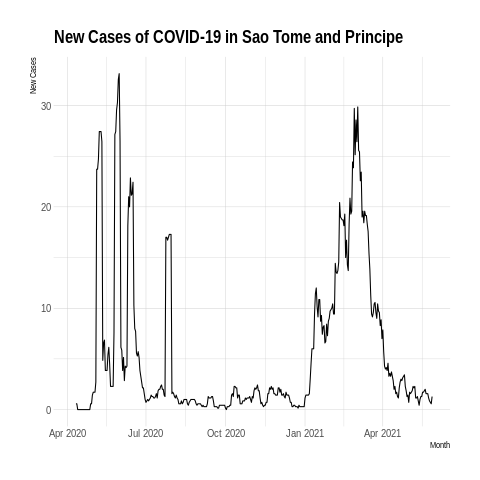 New Cases of COVID-19 in Sao Tome and Principe
New Cases
30
20
10
0
Apr 2020 Jul 2020 Oct 2020 Jan 2021 Apr 2021
Month